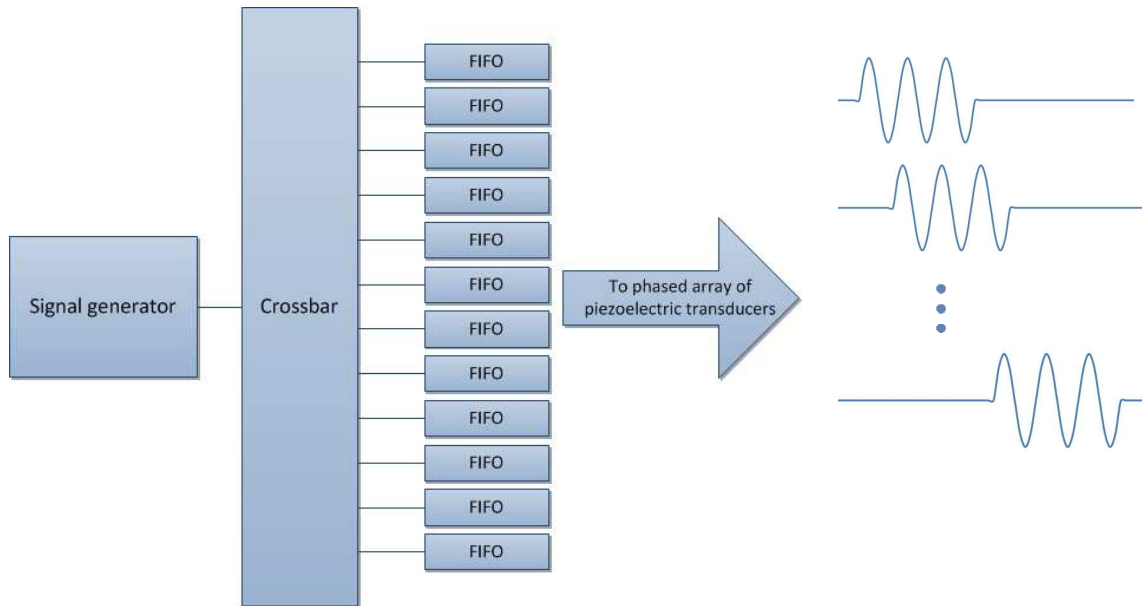 Signal generator
Crossbar
FIFO
FIFO
FIFO
FIFO
FIFO
FIFO
FIFO
FIFO
FIFO
FIFO
FIFO
FIFO
To phased array of
piezoelectric transducers